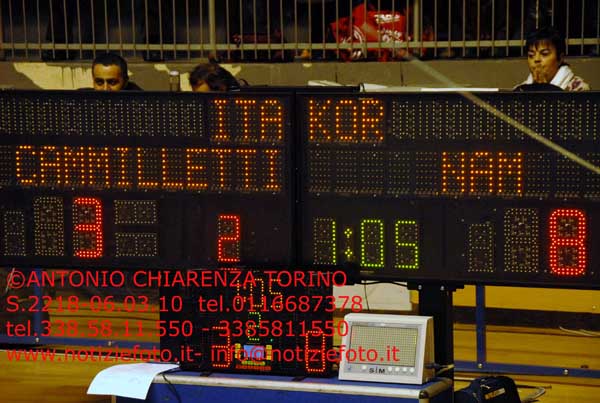 ITA KOR
CAMMILLETTI NAM
3 2 1:05 8
©ANTONIO CHIARENZA TORINO
S.2218-06.03.10 tel.0116687378
tel.338.58.11.550 - 3385811550
www.notiziefoto.it- info@notiziefoto.it
SIM